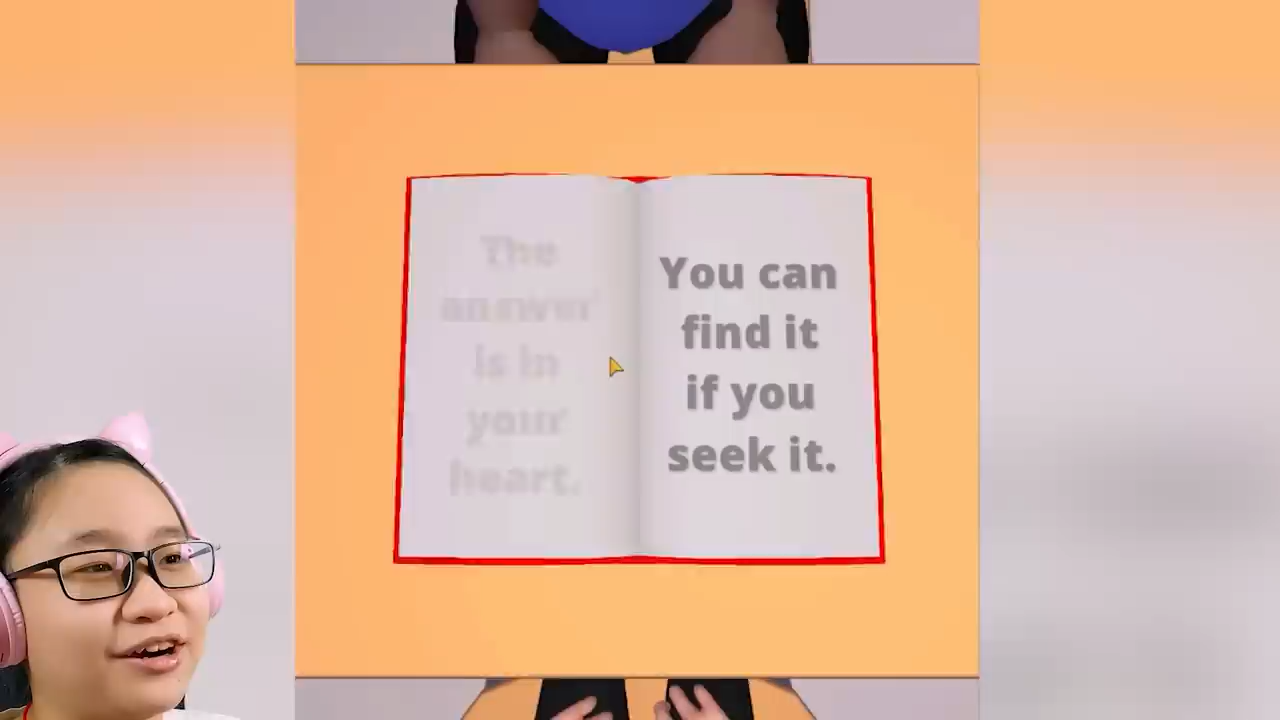 The
answer
is in
your
heart.
You can
find it
if you
seek it.